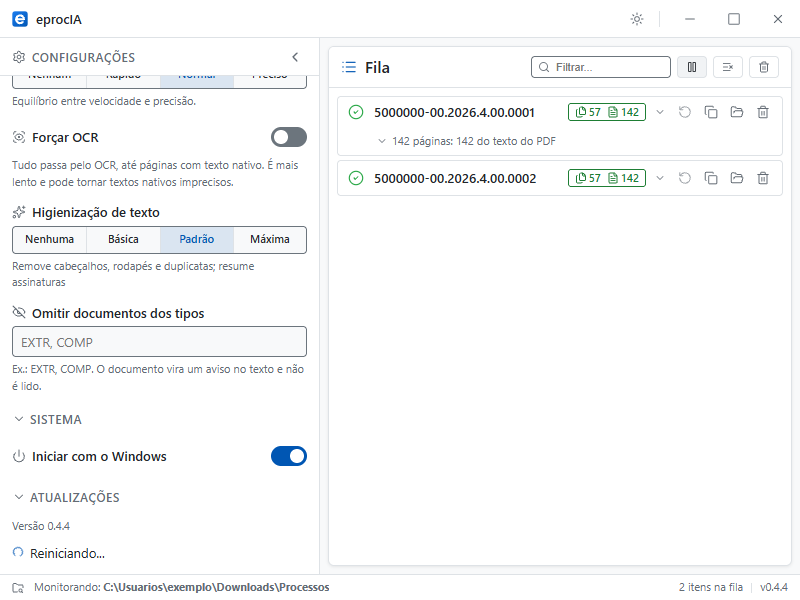 eprocIA
CONFIGURAÇÕES
Nenhum Rápido Normal Preciso
Equilíbrio entre velocidade e precisão.
Forçar OCR
Tudo passa pelo OCR, até páginas com texto nativo. É mais
lento e pode tornar textos nativos imprecisos.
Higienização de texto
Nenhuma Básica Padrão Máxima
Remove cabeçalhos, rodapés e duplicatas; resume
assinaturas
Omitir documentos dos tipos
EXTR, COMP
Ex.: EXTR, COMP. O documento vira um aviso no texto e não
é lido.
SISTEMA
Iniciar com o Windows
ATUALIZAÇÕES
Versão 0.4.4
Reiniciando...
Fila
Filtrar...
5000000-00.2026.4.00.0001 57 142
142 páginas: 142 do texto do PDF
5000000-00.2026.4.00.0002 57 142
Monitorando: C:\Usuarios\exemplo\Downloads\Processos
2 itens na fila v0.4.4